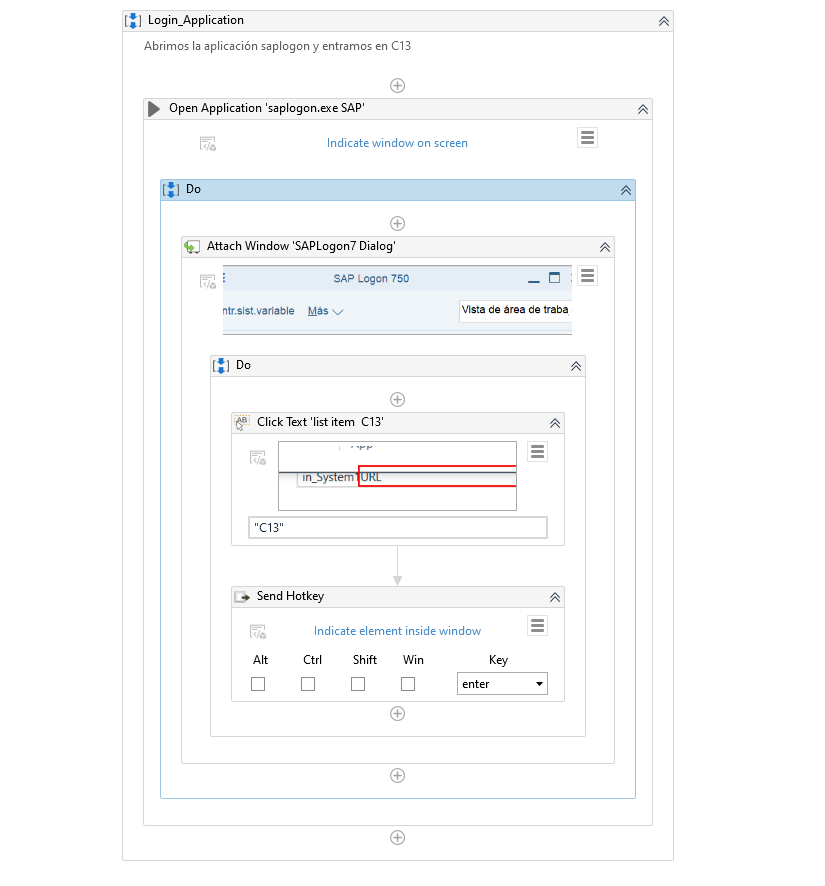 Login_Application
Abrimos la aplicación saplogon y entramos en C13
Open Application 'saplogon.exe SAP'
Indicate window on screen
Do
Attach Window 'SAPLogon7 Dialog'
SAP Logon 750
ntr.sist.variable Más Vista de área de traba
Do
Click Text 'list item C13'
App
in_System1URL
"C13"
Send Hotkey
Indicate element inside window
Alt Ctrl Shift Win Key
enter